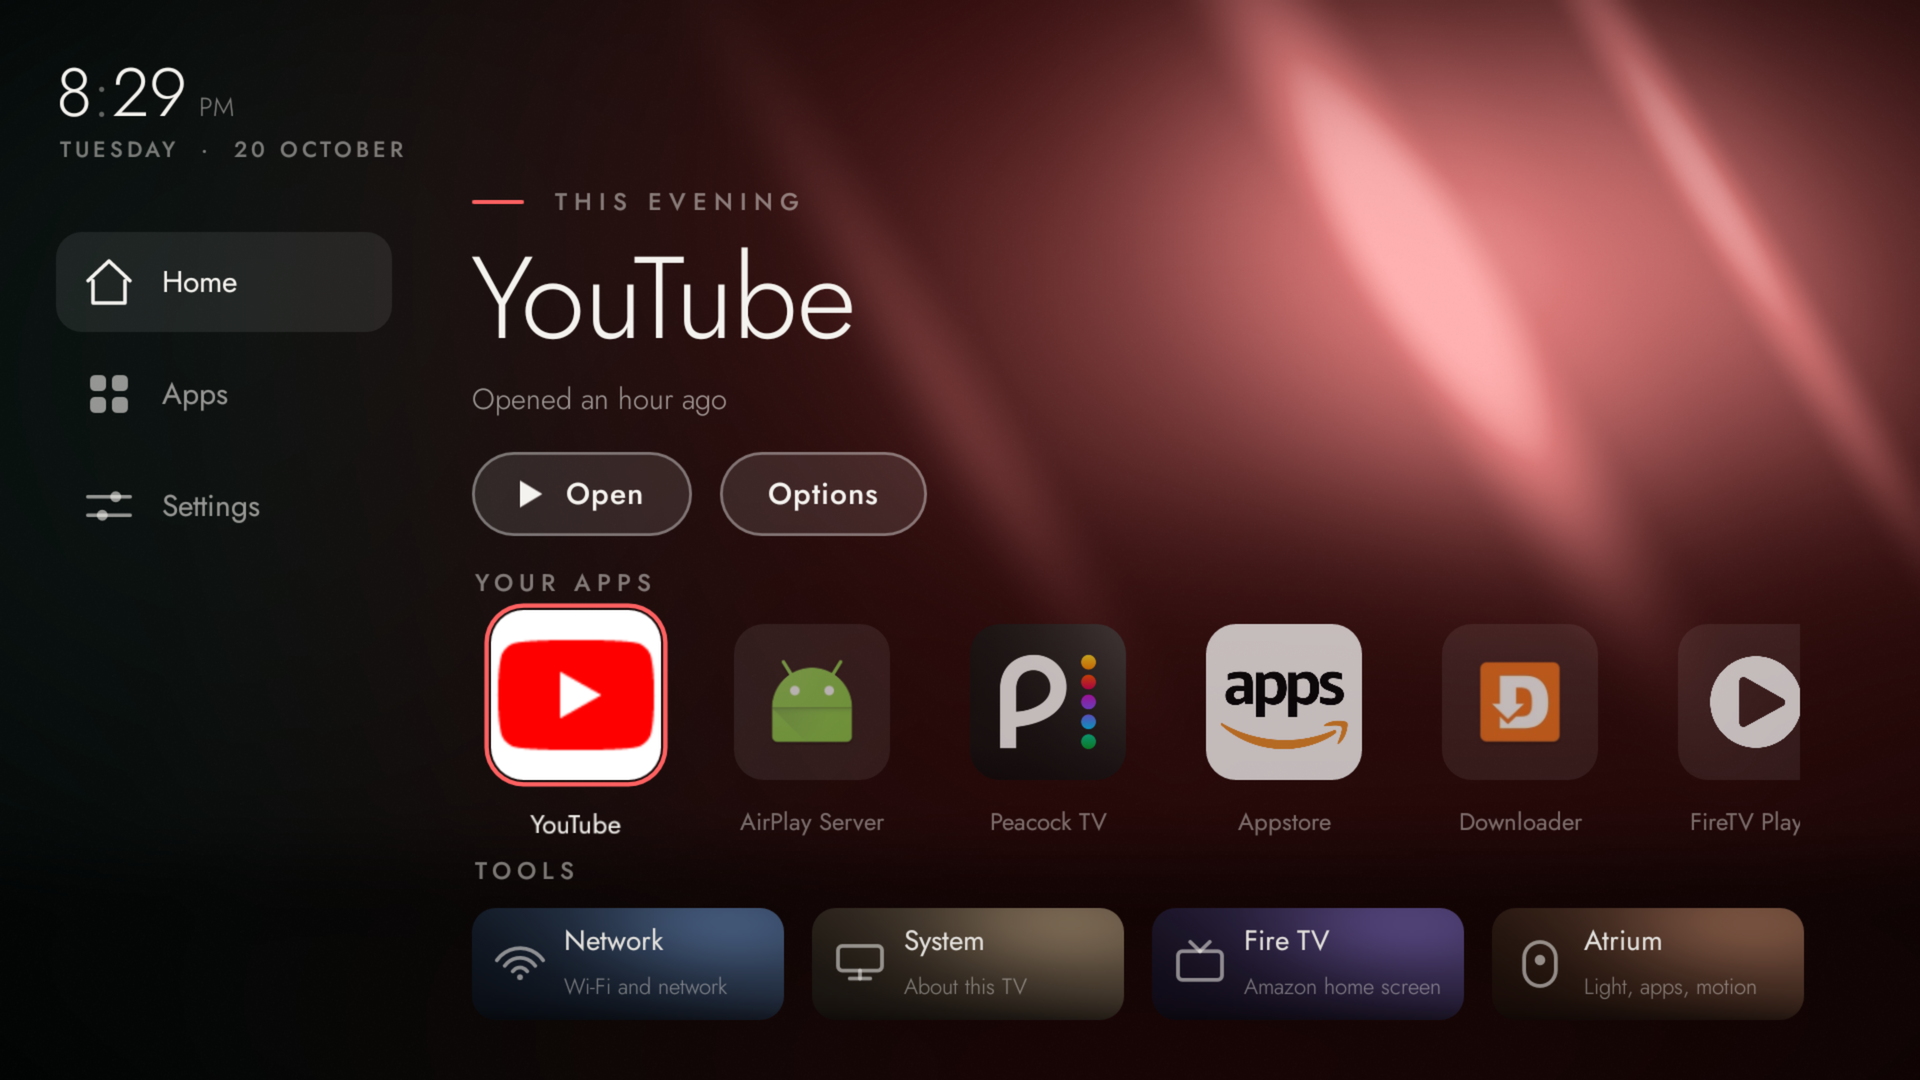 8:29 PM
TUESDAY · 20 OCTOBER
Home
Apps
Settings
THIS EVENING
YouTube
Opened an hour ago
Open
Options
YOUR APPS
apps
YouTube
AirPlay Server
Peacock TV
Appstore
Downloader
FireTV Play
TOOLS
Network
Wi-Fi and network
System
About this TV
Fire TV
Amazon home screen
Atrium
Light, apps, motion